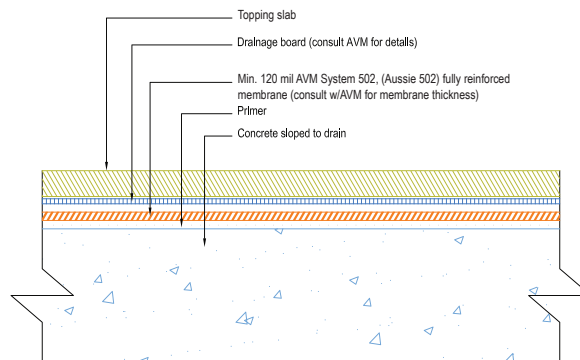 Topping slab
Drainage board (consult AVM for details)
Min. 120 mil AVM System 502, (Aussie 502) fully reinforced
membrane (consult w/AVM for membrane thickness)
PrImer
Concrete sloped to drain